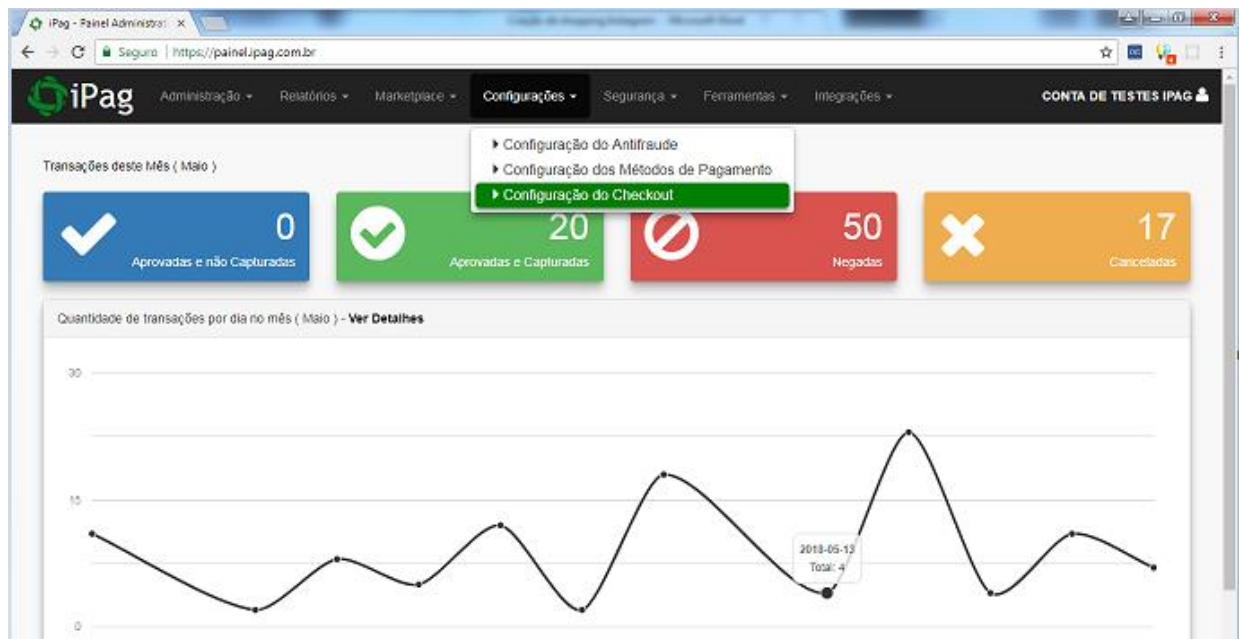 iPag - Painel Administra
Seguro | https://painel.ipag.com.br
iPag
Administração
Relatórios
Marketplace
Configurações
Segurança
Ferramentas
Integrações
CONTA DE TESTES IPAG
Configuração do Antifraude
Configuração dos Métodos de Pagamento
Configuração do Checkout
Transações deste Mês ( Maio )
0
Aprovadas e não Capturadas
20
Aprovadas e Capturadas
50
Negadas
17
Canceladas
Quantidade de transações por dia no mês ( Maio ) - Ver Detalhes
30
15
0
2018-05-13
Total: 4